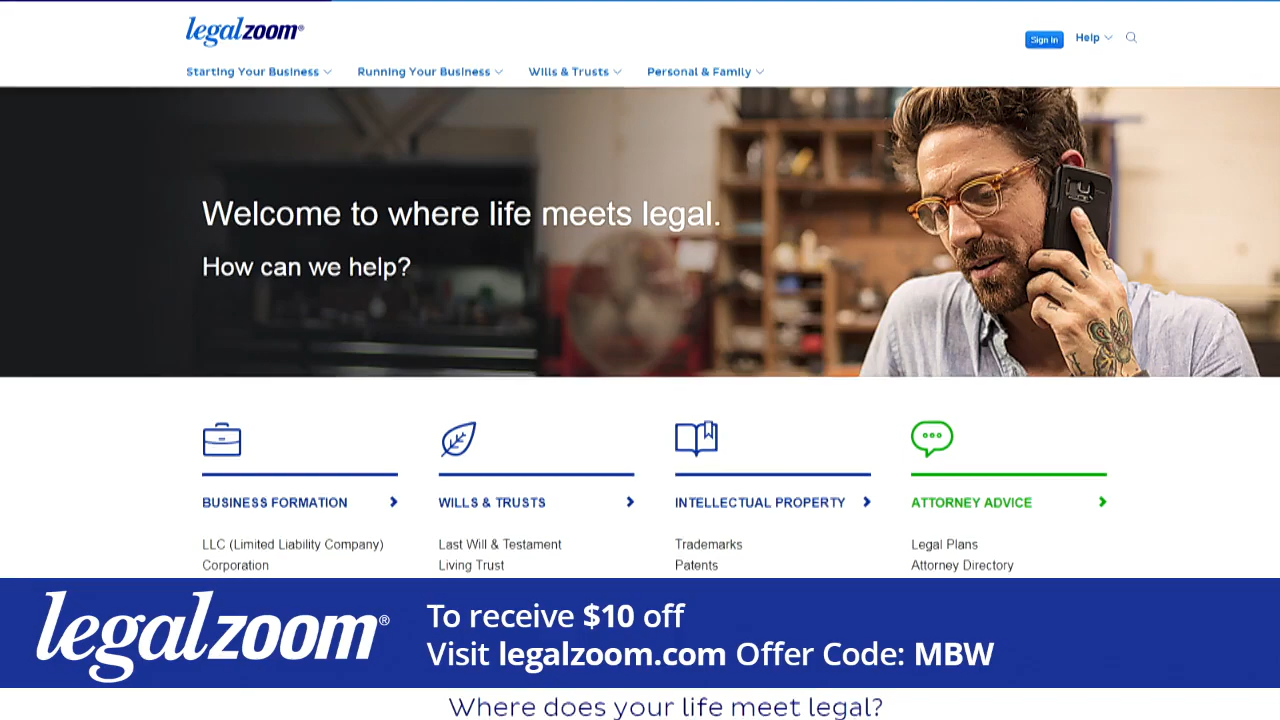 legalzoom®
Sign In
Help
Starting Your Business
Running Your Business
Wills & Trusts
Personal & Family
Welcome to where life meets legal.
How can we help?
BUSINESS FORMATION
WILLS & TRUSTS
INTELLECTUAL PROPERTY
ATTORNEY ADVICE
LLC (Limited Liability Company)
Last Will & Testament
Trademarks
Legal Plans
Corporation
Living Trust
Patents
Attorney Directory
legalzoom®
To receive $10 off
Visit legalzoom.com Offer Code: MBW
Where does your life meet legal?